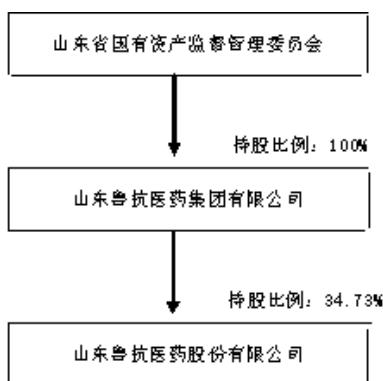 山东省国有资产监督管理委员会
持股比例：100%
山东鲁抗医药集团有限公司
持股比例：34.73%
山东鲁抗医药股份有限公司